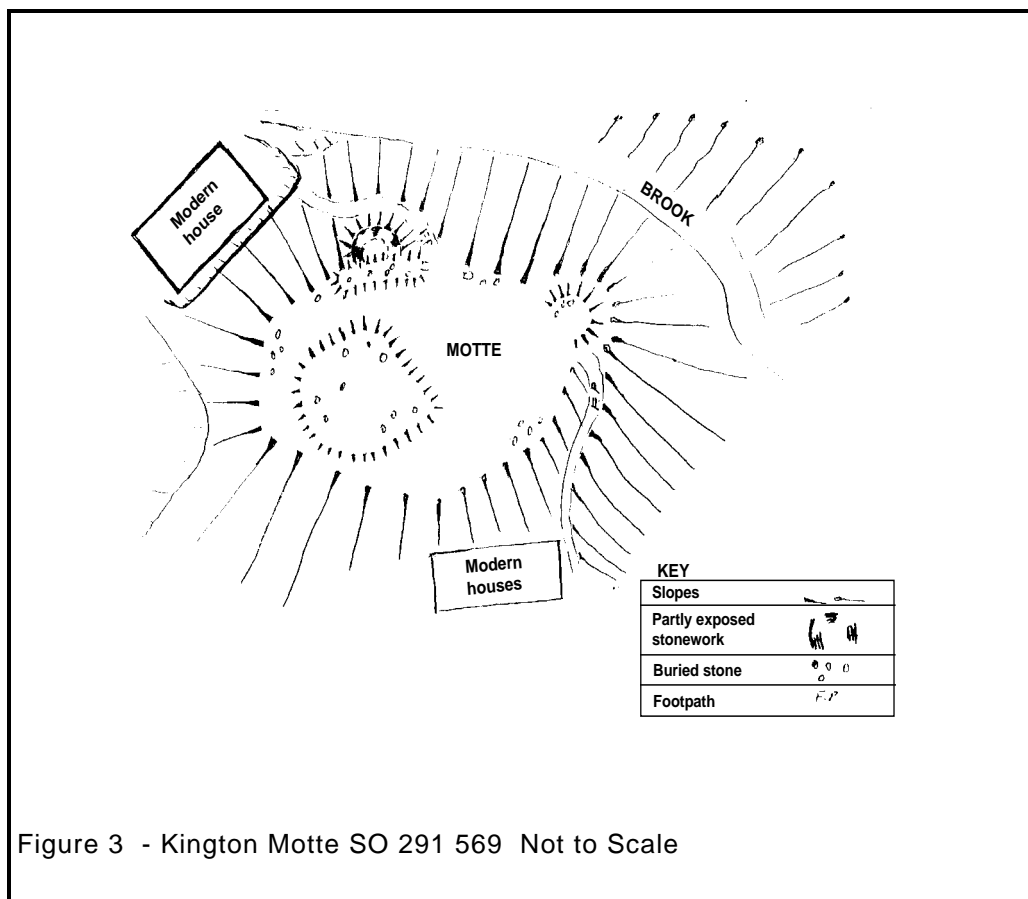 Modern
house
BROOK
MOTTE
Modern
houses
KEY
Slopes
Partly exposed
stonework
Buried stone
Footpath F.P
Figure 3 - Kington Motte SO 291 569 Not to Scale